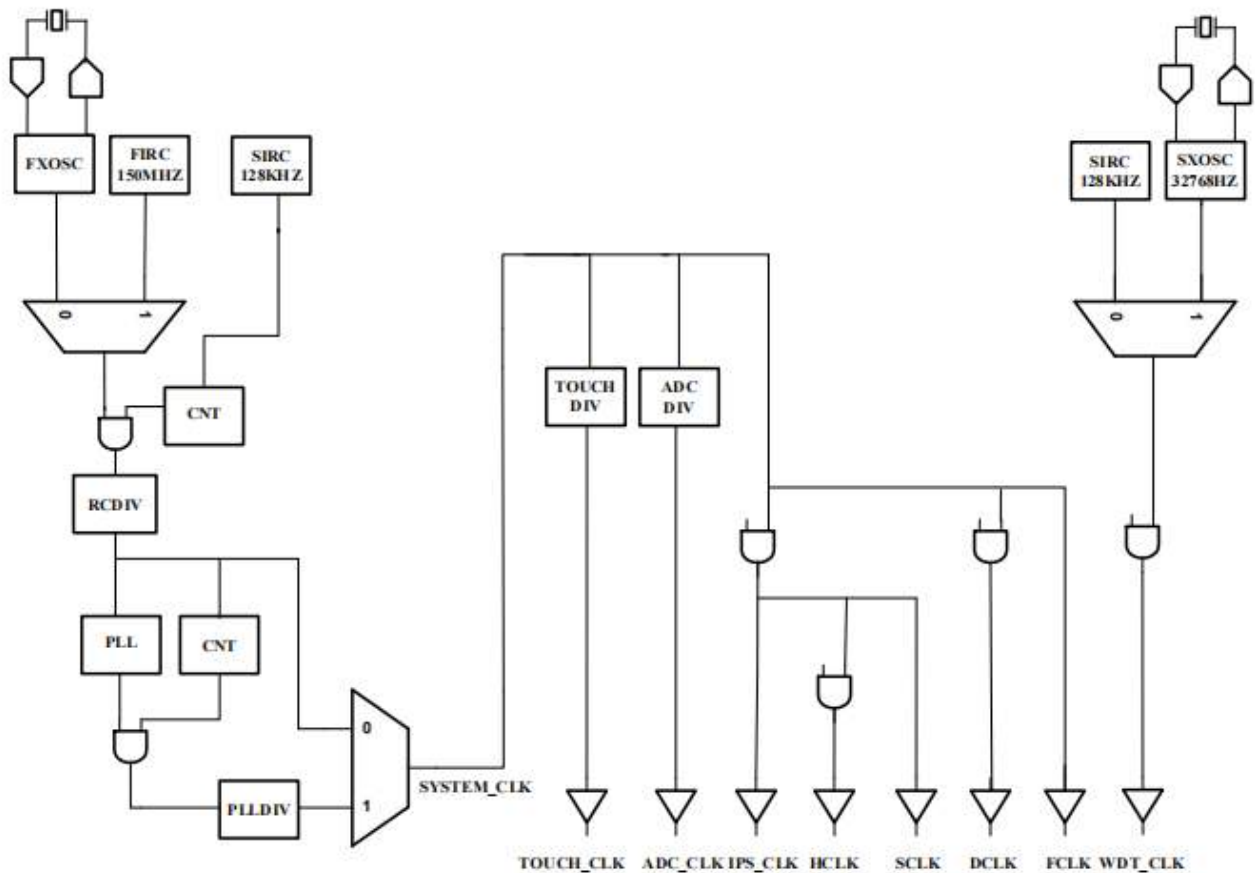 FXOSC
FIRC
150MHZ
SIRC
128KHZ
SIRC
128KHZ
SXOSC
32768HZ
0
1
0
1
CNT
TOUCH
DIV
ADC
DIV
RCDIV
PLL
CNT
0
1
PLLDIV
SYSTEM_CLK
TOUCH_CLK
ADC_CLK
IPS_CLK
HCLK
SCLK
DCLK
FCLK
WDT_CLK